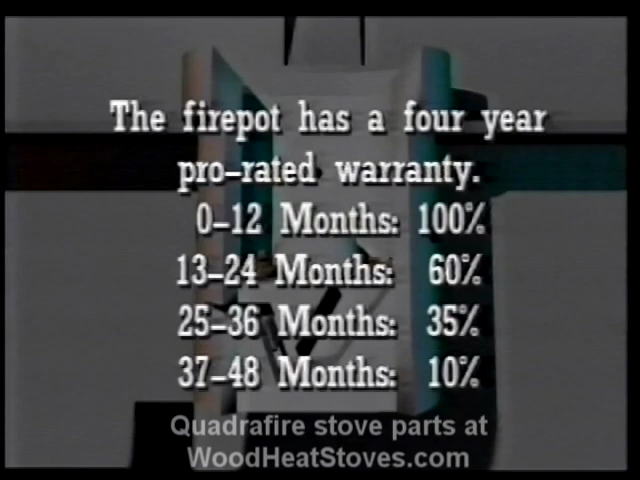 The firepot has a four year
pro-rated warranty.
0-12 Months: 100%
13-24 Months: 60%
25-36 Months: 35%
37-48 Months: 10%
Quadrafire stove parts at
WoodHeatStoves.com